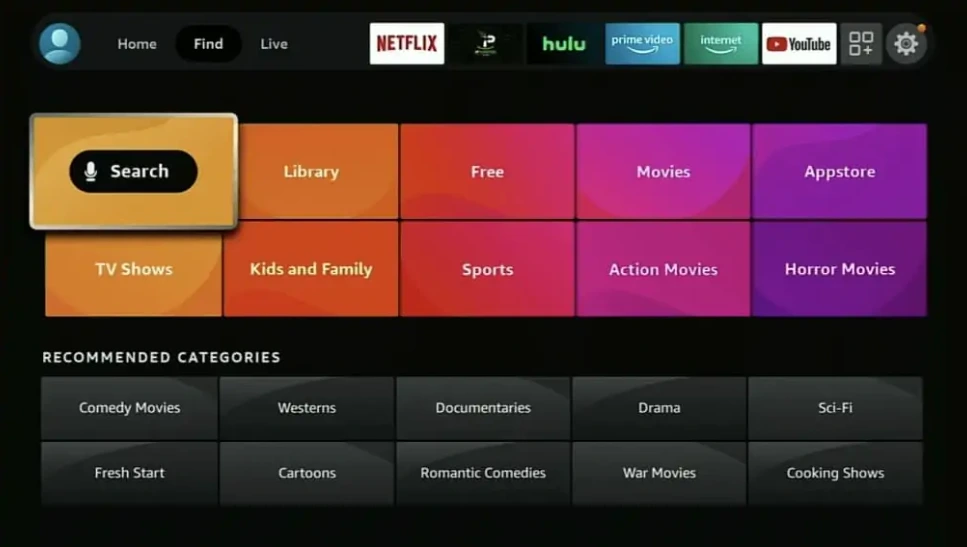 Home
Find
Live
NETFLIX
hulu
prime video
internet
YouTube
Search
Library
Free
Movies
Appstore
TV Shows
Kids and Family
Sports
Action Movies
Horror Movies
RECOMMENDED CATEGORIES
Comedy Movies
Westerns
Documentaries
Drama
Sci-Fi
Fresh Start
Cartoons
Romantic Comedies
War Movies
Cooking Shows